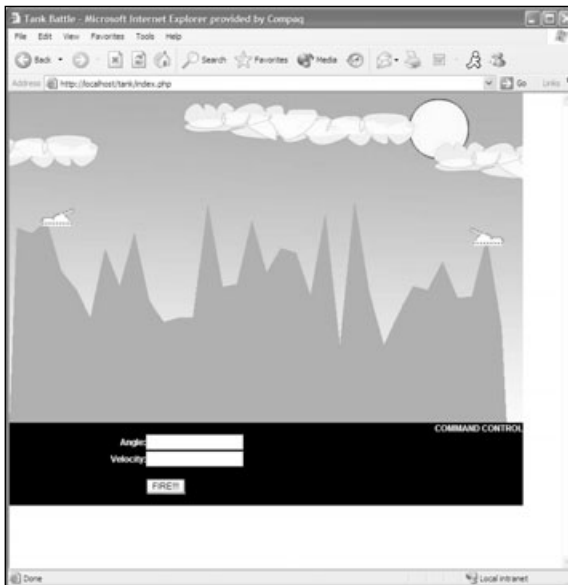 Tank Battle - Microsoft Internet Explorer provided by Compaq
File Edit View Favorites Tools Help
Back Search Favorites Media
Address http://localhost/tank/index.php Go Links
COMMAND CONTROL
Angle:
Velocity:
FIRE!!!
Done Local intranet